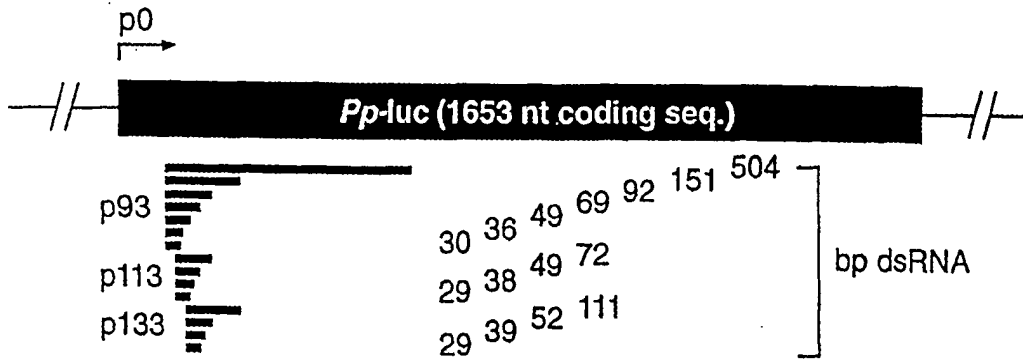 p0
Pp-luc (1653 nt coding seq.)
p93
30 36 49 69 92 151 504
p113
29 38 49 72
bp dsRNA
p133
29 39 52 111